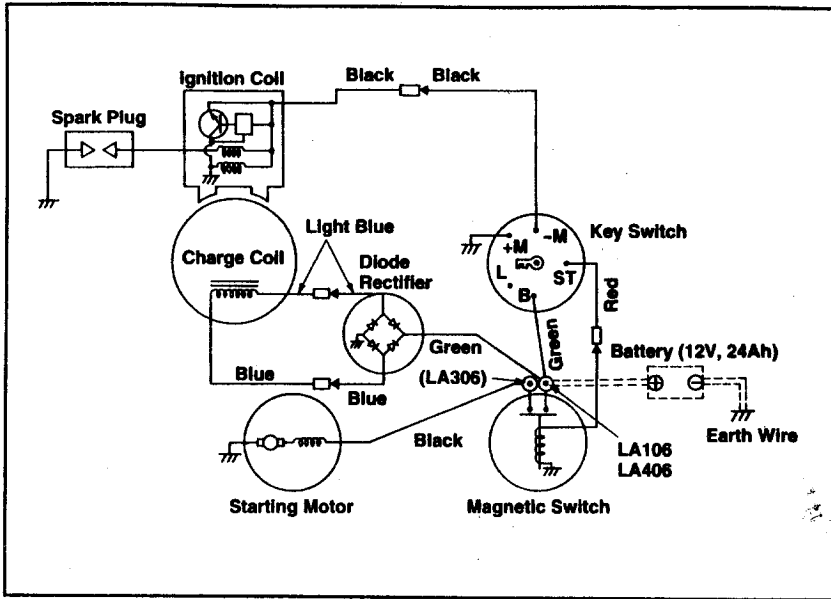 Ignition Coil
Black
Black
Spark Plug
Light Blue
Charge Coil
Diode
Rectifier
+M
-M
Key Switch
L
ST
B
Red
Green
Green
Battery (12V, 24Ah)
Blue
Blue
(LA306)
Black
Earth Wire
LA106
LA406
Starting Motor
Magnetic Switch